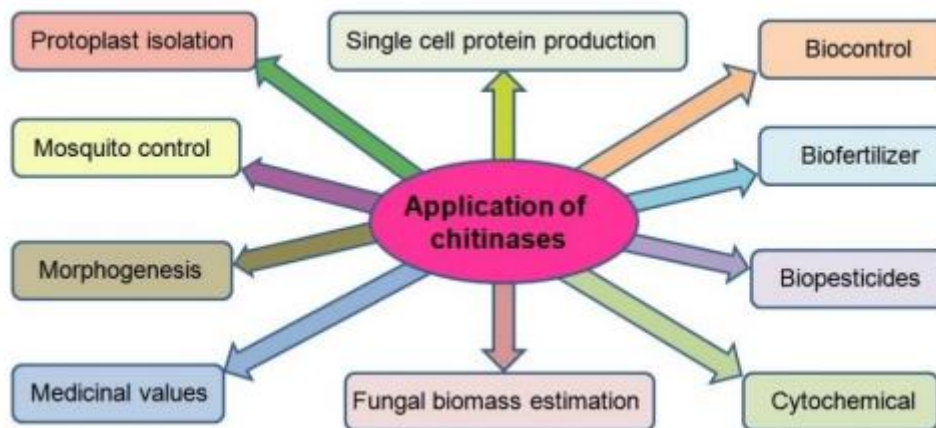 Protoplast isolation
Single cell protein production
Biocontrol
Mosquito control
Biofertilizer
Application of
chitinases
Morphogenesis
Biopesticides
Medicinal values
Fungal biomass estimation
Cytochemical